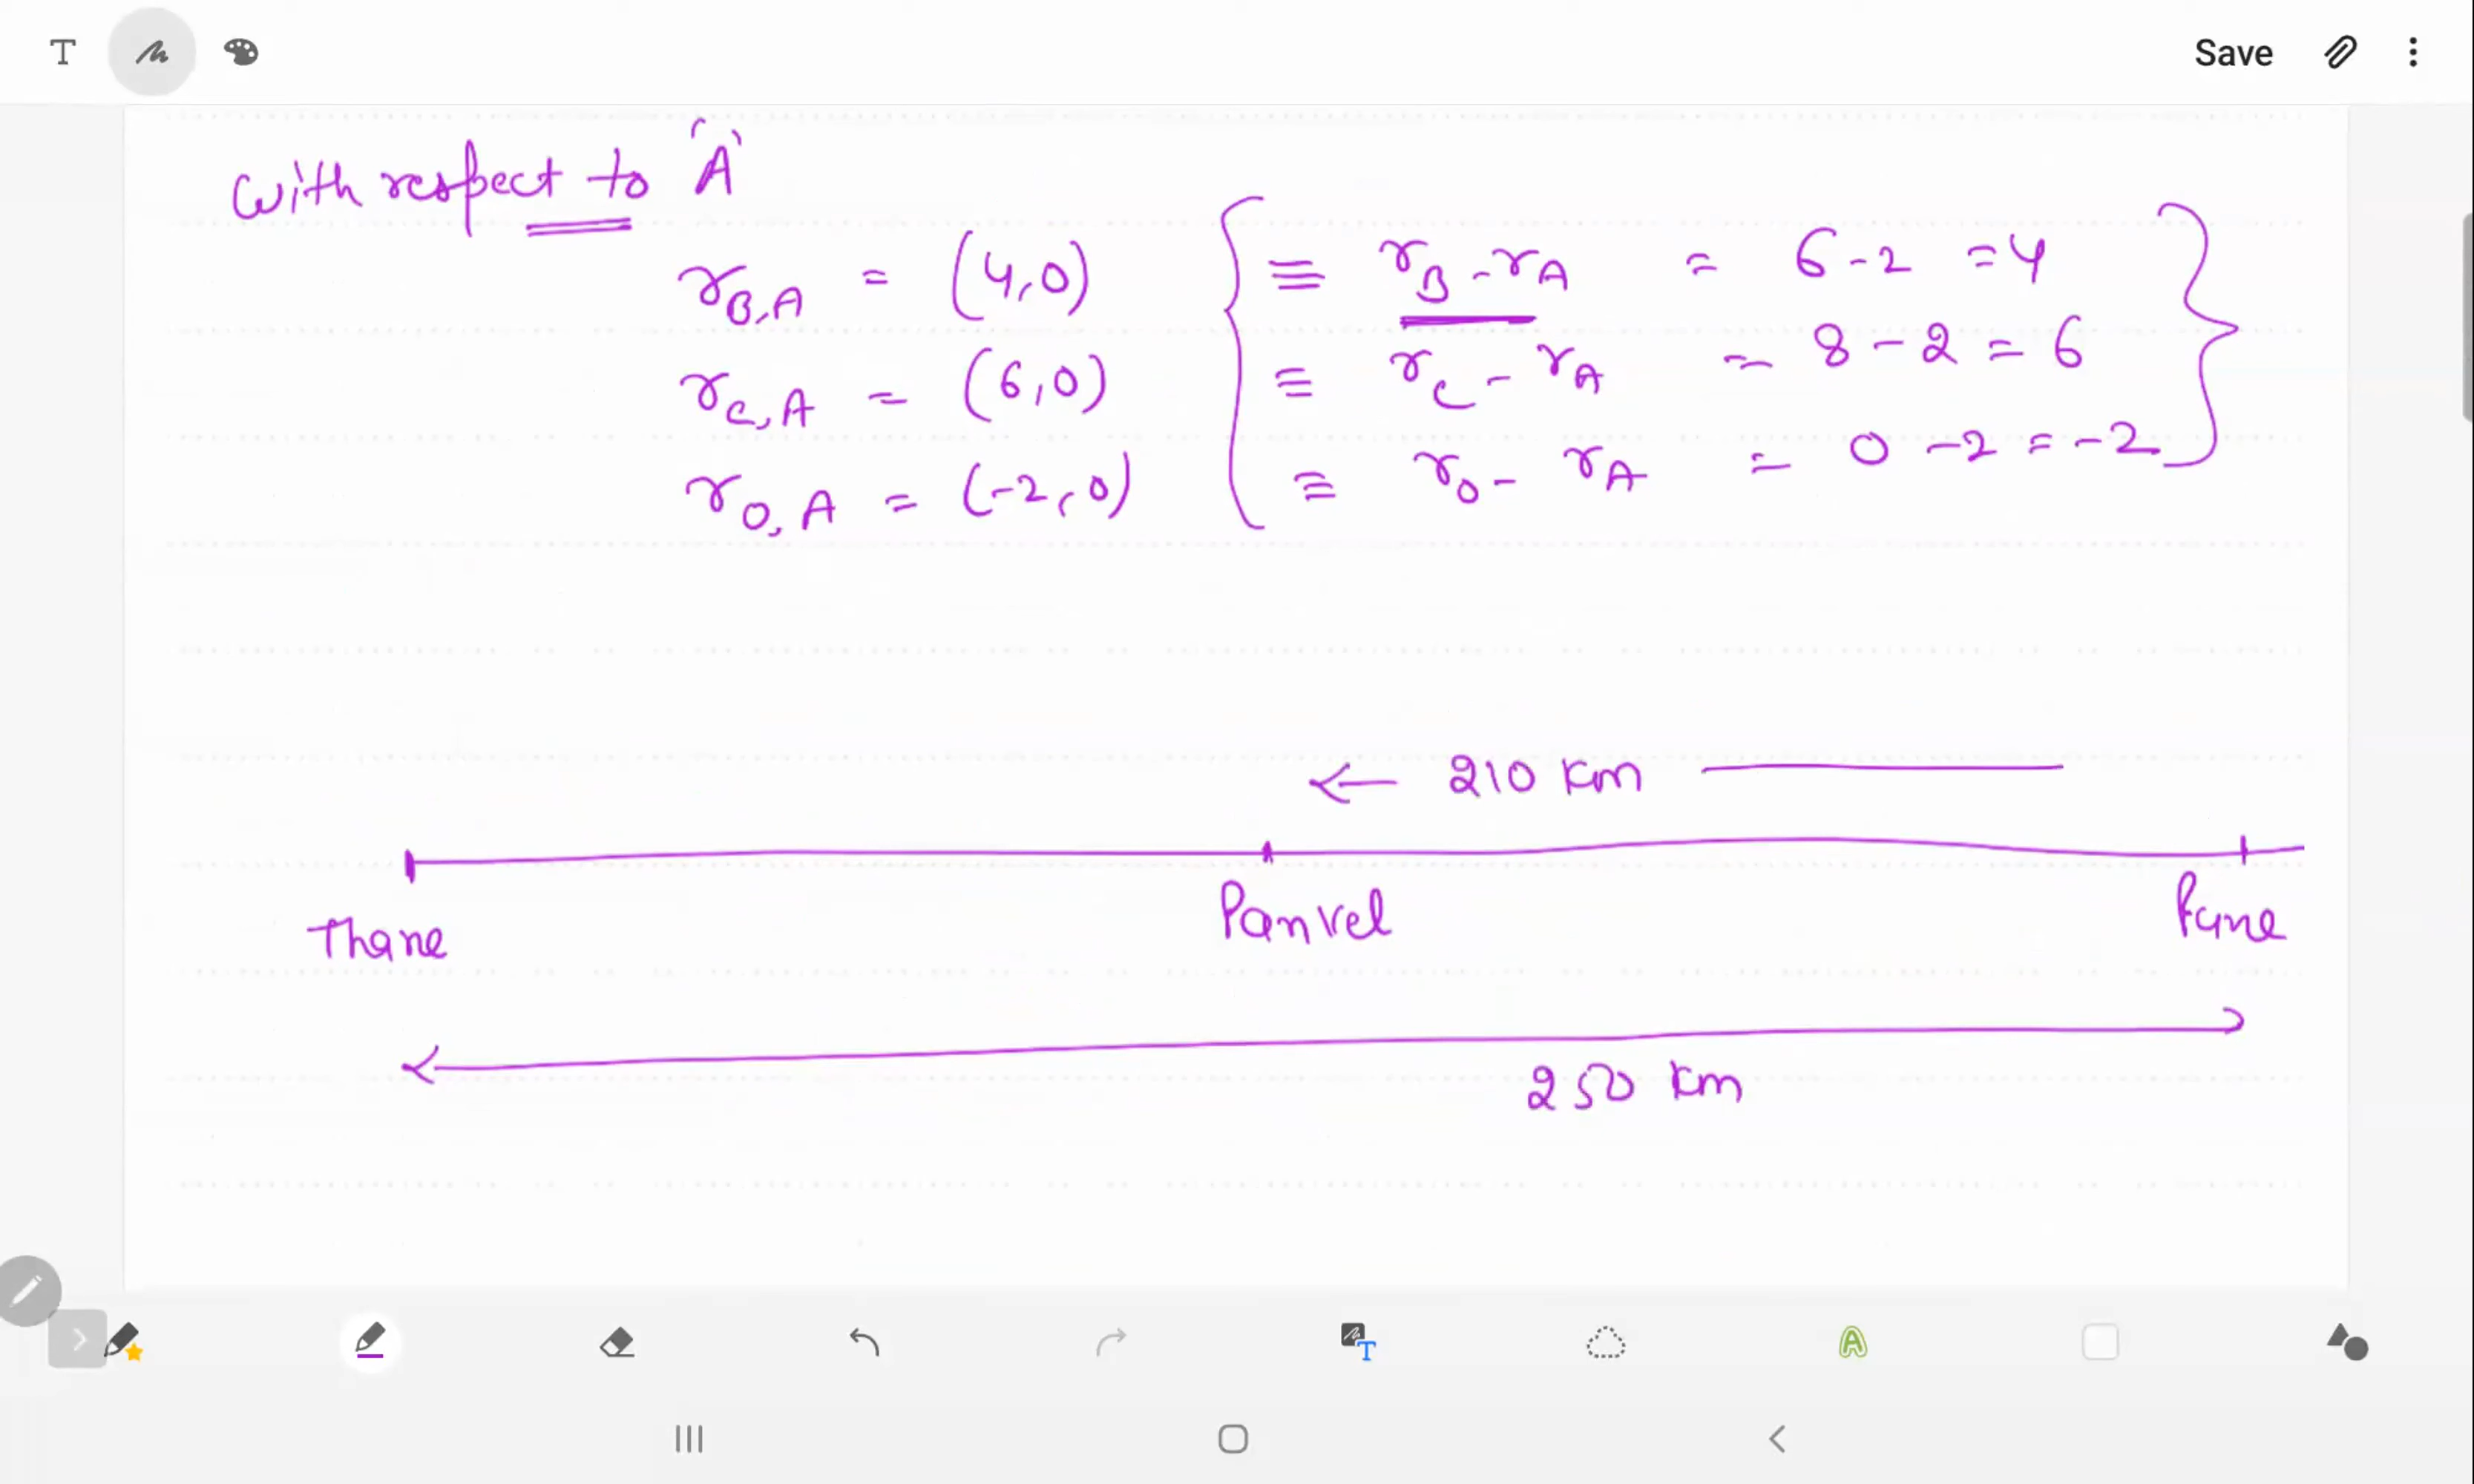 T Save
With respect to 'A'
r_B,A = (4,0) ≡ r_B - r_A = 6 - 2 = 4
r_C,A = (6,0) ≡ r_C - r_A = 8 - 2 = 6
r_O,A = (-2,0) ≡ r_O - r_A = 0 - 2 = -2
← 210 km
Thane Panvel Pune
250 km
T A